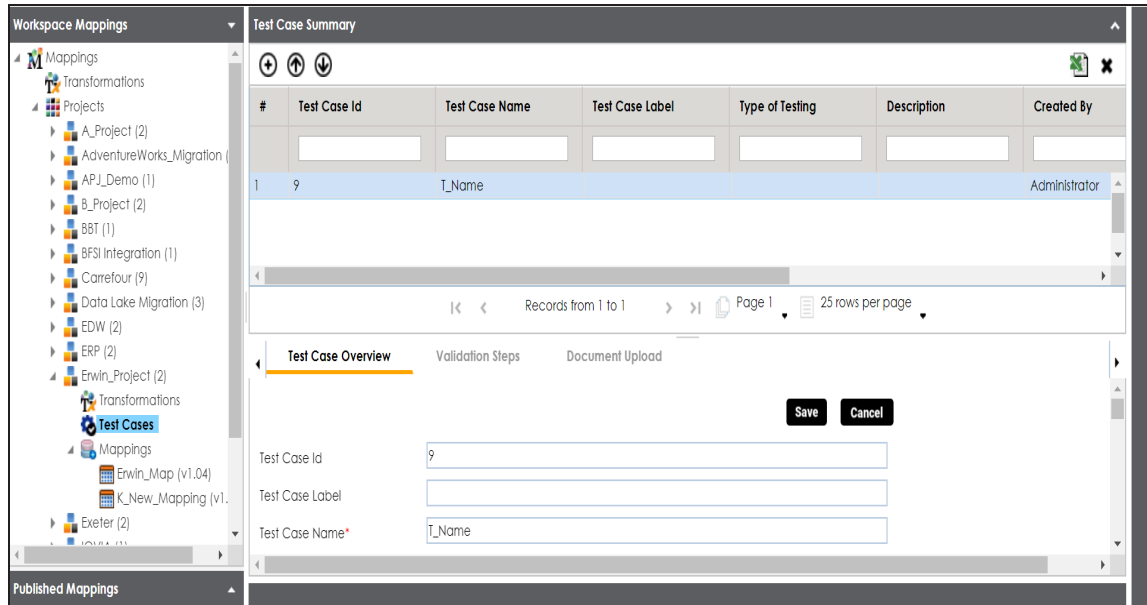 Workspace Mappings
Mappings
Transformations
Projects
A_Project (2)
AdventureWorks_Migration (
APJ_Demo (1)
B_Project (2)
BBT (1)
BFSI Integration (1)
Carrefour (9)
Data Lake Migration (3)
EDW (2)
ERP (2)
Erwin_Project (2)
Transformations
Test Cases
Mappings
Erwin_Map (v1.04)
K_New_Mapping (v1.
Exeter (2)
Published Mappings
Test Case Summary
# Test Case Id Test Case Name Test Case Label Type of Testing Description Created By
1 9 T_Name Administrator
Records from 1 to 1 Page 1 25 rows per page
Test Case Overview Validation Steps Document Upload
Save Cancel
Test Case Id 9
Test Case Label
Test Case Name* T_Name